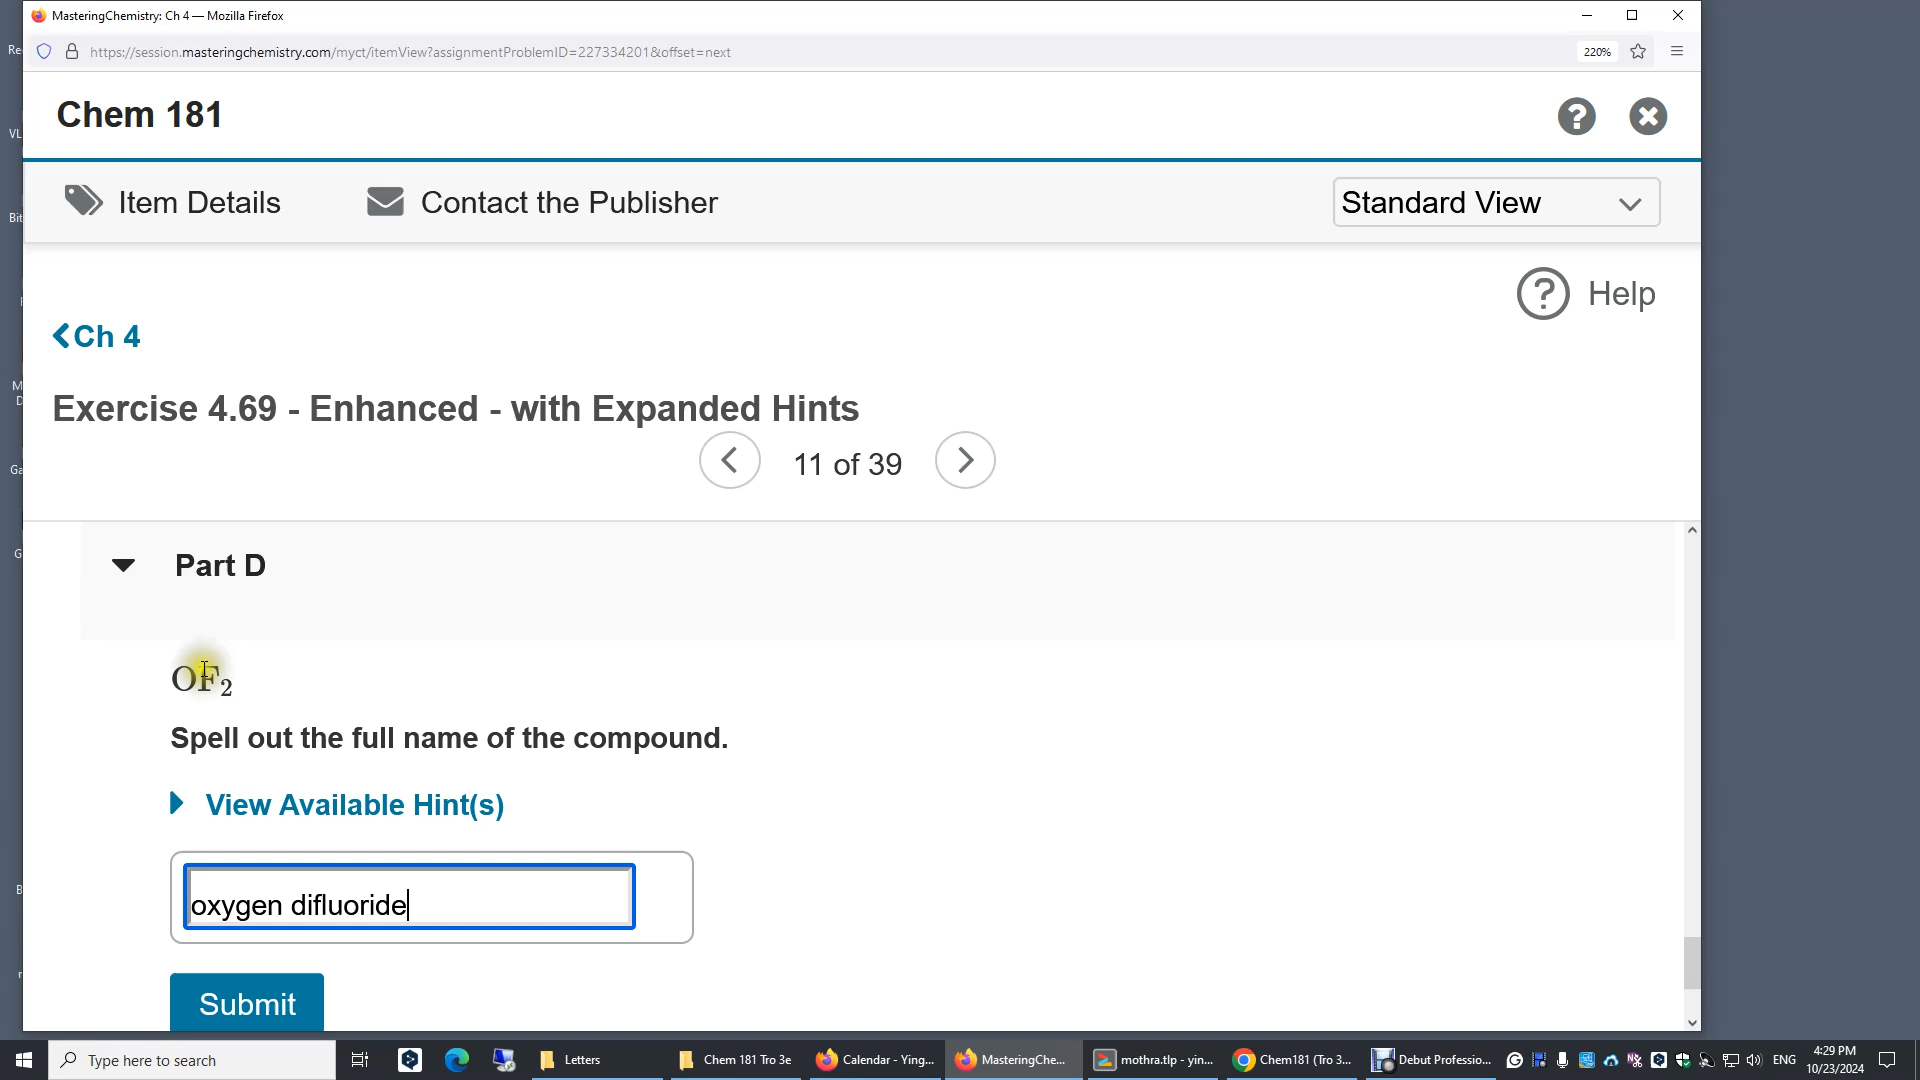 MasteringChemistry: Ch 4 — Mozilla Firefox
https://session.masteringchemistry.com/myct/itemView?assignmentProblemID=227334201&offset=next
220%
Chem 181
Item Details
Contact the Publisher
Standard View
Help
Ch 4
Exercise 4.69 - Enhanced - with Expanded Hints
11 of 39
Part D
OF2
Spell out the full name of the compound.
View Available Hint(s)
oxygen difluoride
Submit
Re
VL
Bit
M
D
Ga
G
B
Type here to search
Letters
Chem 181 Tro 3e
Calendar - Ying...
MasteringChe...
mothra.tlp - yin...
Chem181 (Tro 3...
Debut Professio...
ENG
4:29 PM
10/23/2024